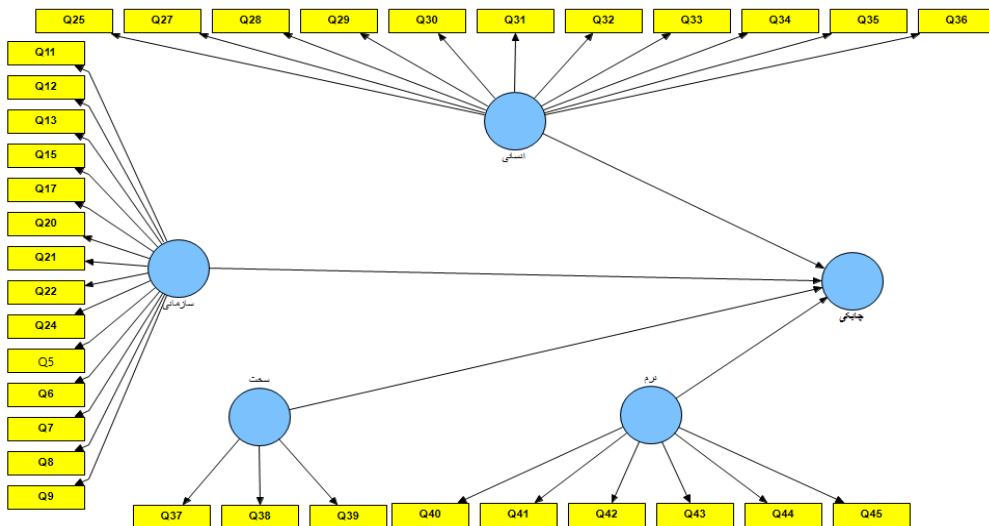 Q25 Q27 Q28 Q29 Q30 Q31 Q32 Q33 Q34 Q35 Q36
Q11
Q12
Q13
Q15
Q17
Q20
Q21
Q22
Q24
Q5
Q6
Q7
Q8
Q9
انسانی
سازمانی
چابکی
سخت
نرم
Q37 Q38 Q39
Q40 Q41 Q42 Q43 Q44 Q45